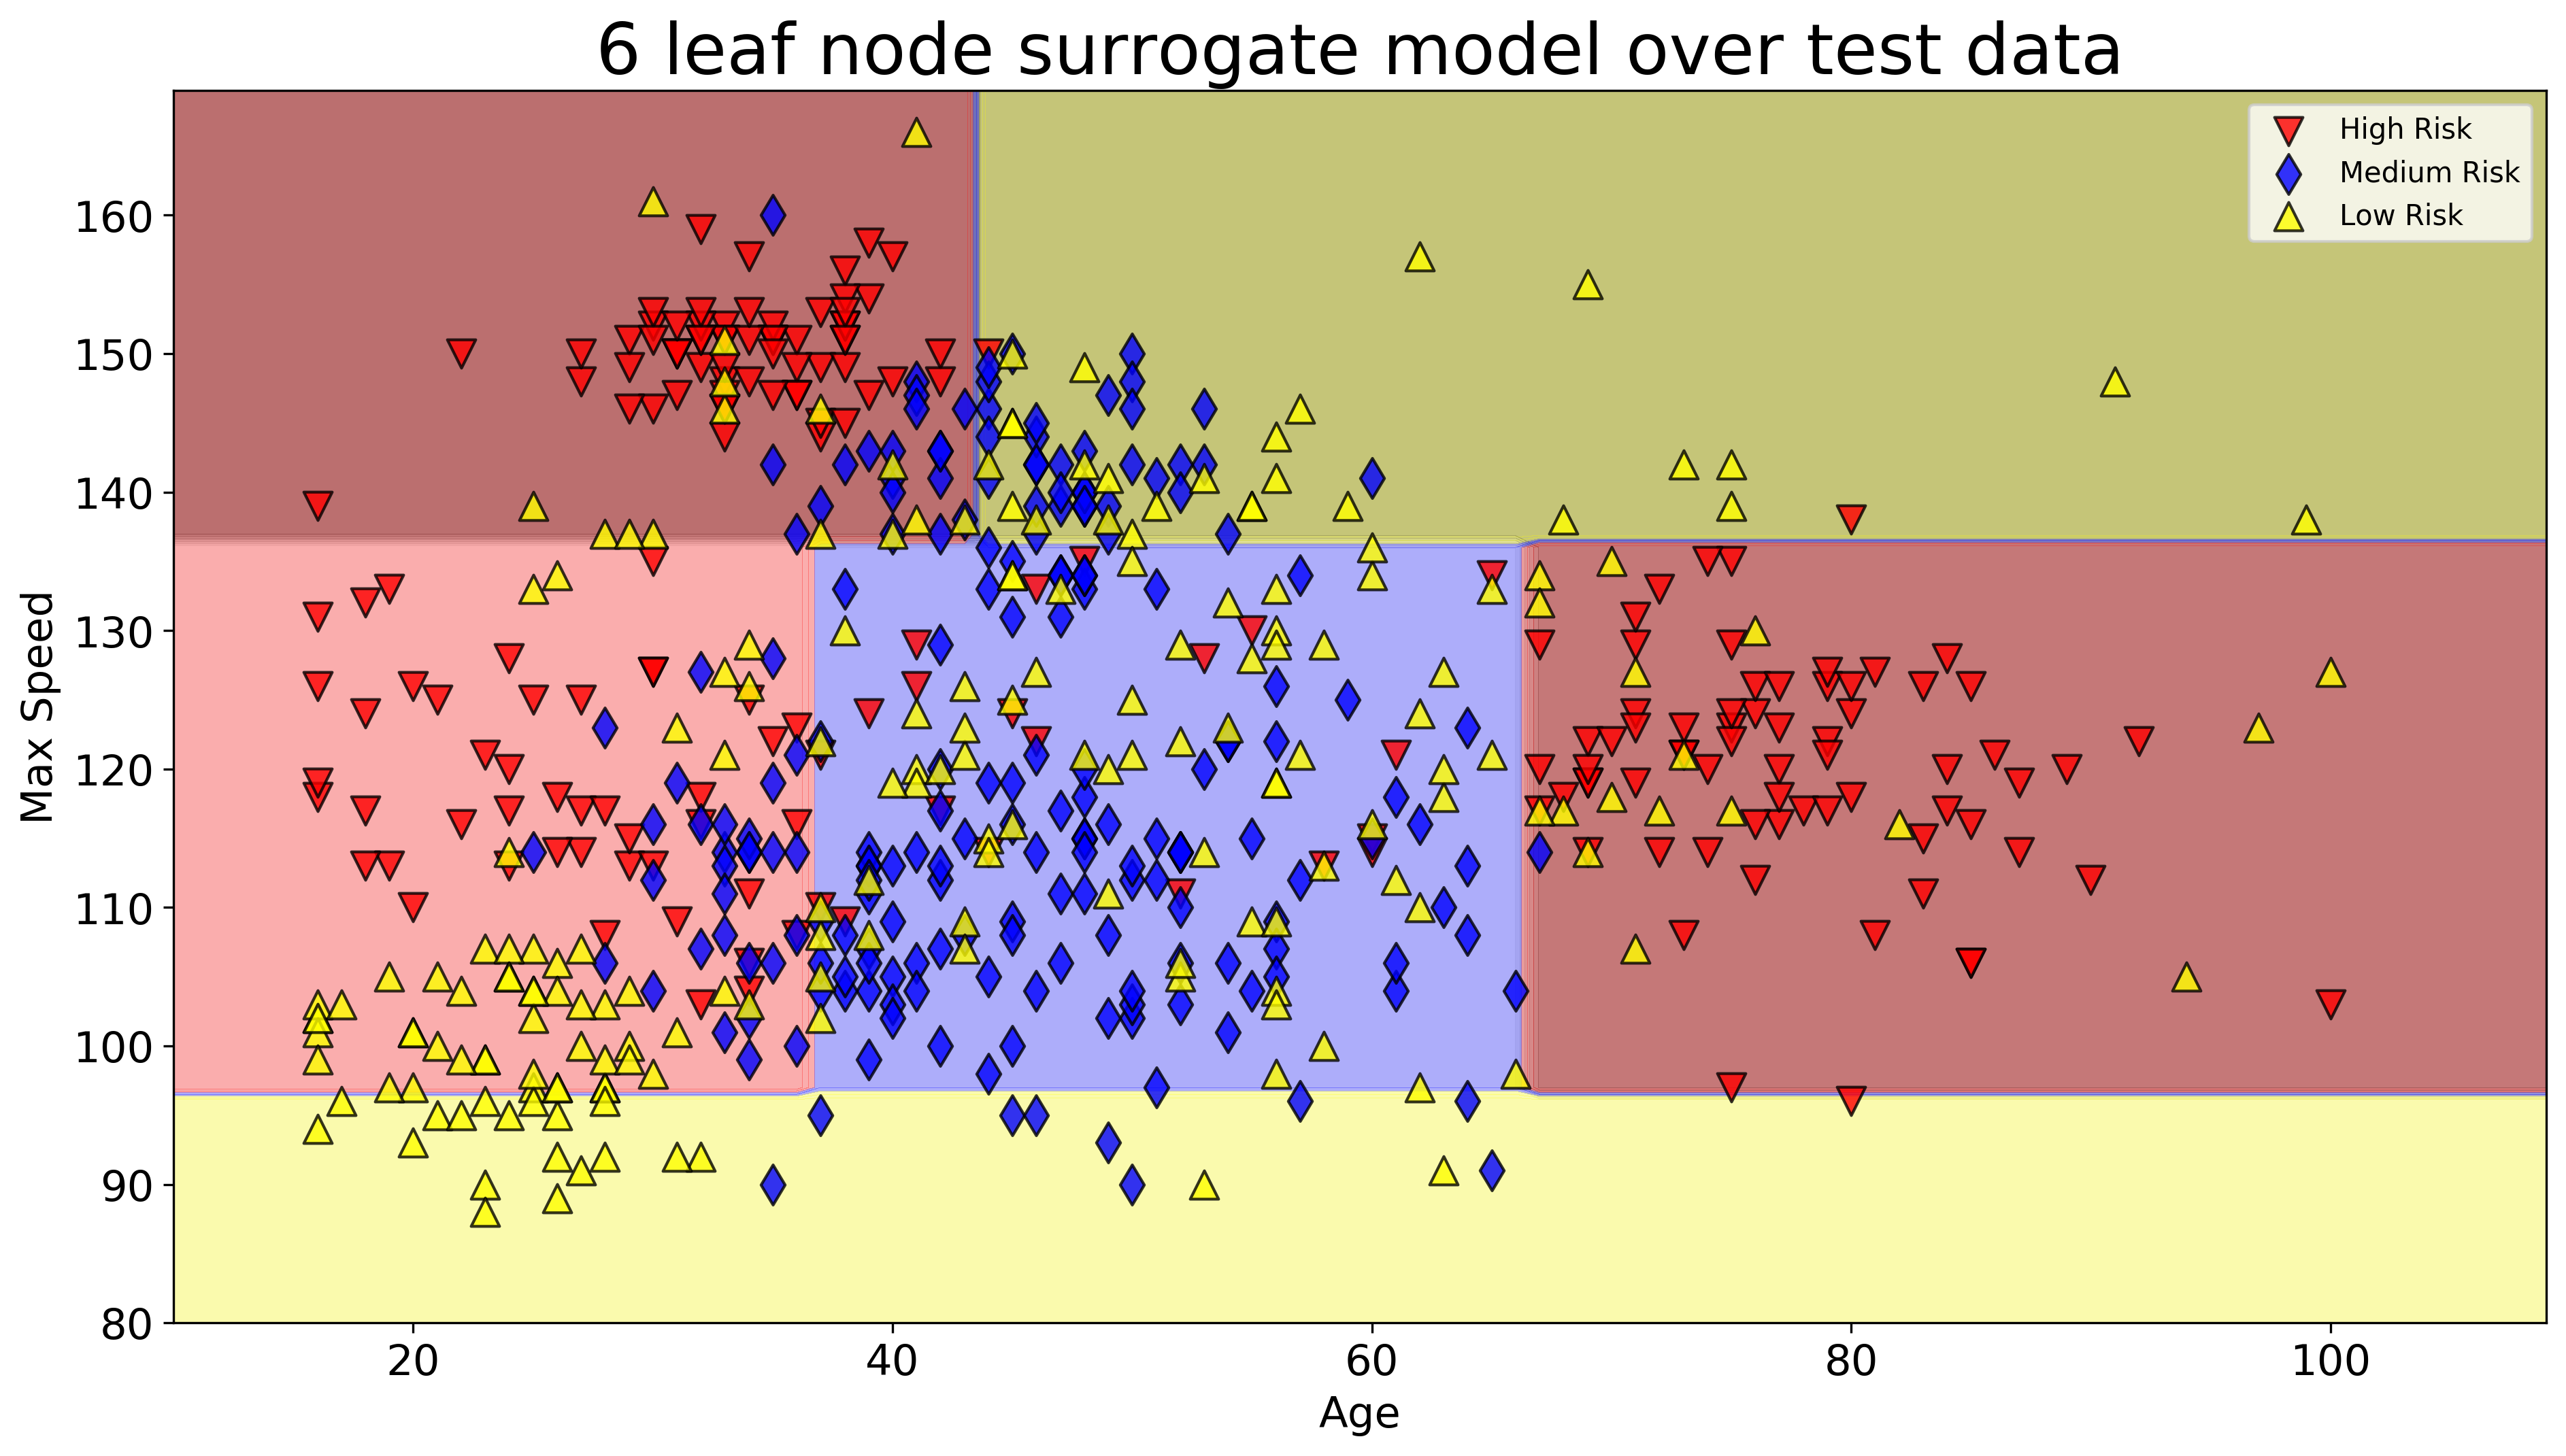 6 leaf node surrogate model over test data
High Risk
Medium Risk
Low Risk
160
150
140
130
120
110
100
90
80
Max Speed
20 40 60 80 100
Age